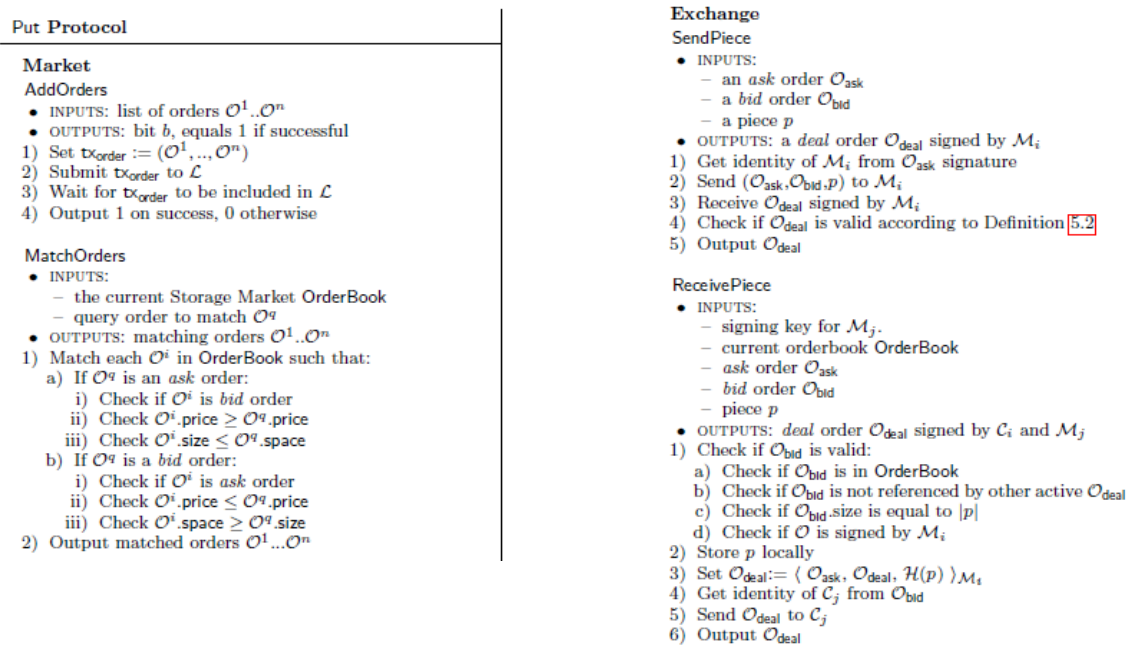 Put Protocol
Market
AddOrders
• INPUTS: list of orders 𝒪¹..𝒪ⁿ
• OUTPUTS: bit b, equals 1 if successful
1) Set tx_order := (𝒪¹,..,𝒪ⁿ)
2) Submit tx_order to ℒ
3) Wait for tx_order to be included in ℒ
4) Output 1 on success, 0 otherwise
MatchOrders
• INPUTS:
– the current Storage Market OrderBook
– query order to match 𝒪^q
• OUTPUTS: matching orders 𝒪¹..𝒪ⁿ
1) Match each 𝒪ⁱ in OrderBook such that:
a) If 𝒪^q is an ask order:
i) Check if 𝒪ⁱ is bid order
ii) Check 𝒪ⁱ.price ≥ 𝒪^q.price
iii) Check 𝒪ⁱ.size ≤ 𝒪^q.space
b) If 𝒪^q is a bid order:
i) Check if 𝒪ⁱ is ask order
ii) Check 𝒪ⁱ.price ≤ 𝒪^q.price
iii) Check 𝒪ⁱ.space ≥ 𝒪^q.size
2) Output matched orders 𝒪¹...𝒪ⁿ
Exchange
SendPiece
• INPUTS:
– an ask order 𝒪_ask
– a bid order 𝒪_bid
– a piece p
• OUTPUTS: a deal order 𝒪_deal signed by ℳ_i
1) Get identity of ℳ_i from 𝒪_ask signature
2) Send (𝒪_ask,𝒪_bid,p) to ℳ_i
3) Receive 𝒪_deal signed by ℳ_i
4) Check if 𝒪_deal is valid according to Definition 5.2
5) Output 𝒪_deal
ReceivePiece
• INPUTS:
– signing key for ℳ_j.
– current orderbook OrderBook
– ask order 𝒪_ask
– bid order 𝒪_bid
– piece p
• OUTPUTS: deal order 𝒪_deal signed by 𝒞_i and ℳ_j
1) Check if 𝒪_bid is valid:
a) Check if 𝒪_bid is in OrderBook
b) Check if 𝒪_bid is not referenced by other active 𝒪_deal
c) Check if 𝒪_bid.size is equal to |p|
d) Check if 𝒪 is signed by ℳ_i
2) Store p locally
3) Set 𝒪_deal := ⟨ 𝒪_ask, 𝒪_deal, ℋ(p) ⟩_ℳ_i
4) Get identity of 𝒞_j from 𝒪_bid
5) Send 𝒪_deal to 𝒞_j
6) Output 𝒪_deal